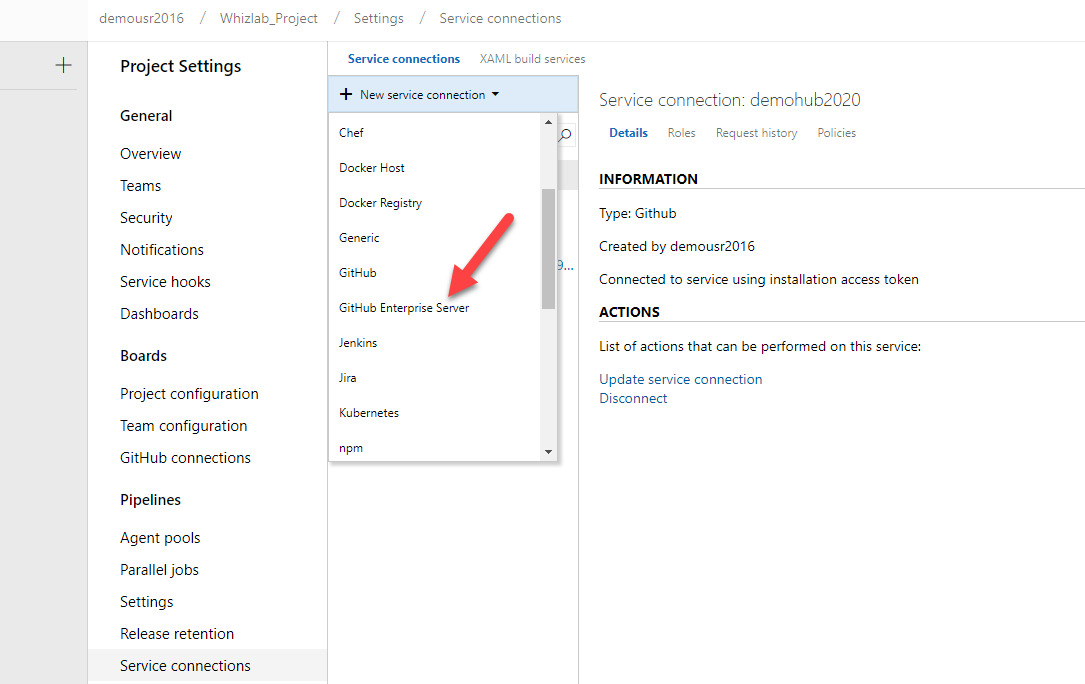 demousr2016 / Whizlab_Project / Settings / Service connections
Project Settings
General
Overview
Teams
Security
Notifications
Service hooks
Dashboards
Boards
Project configuration
Team configuration
GitHub connections
Pipelines
Agent pools
Parallel jobs
Settings
Release retention
Service connections
Service connections XAML build services
+ New service connection
Chef
Docker Host
Docker Registry
Generic
GitHub
GitHub Enterprise Server
Jenkins
Jira
Kubernetes
npm
9...
Service connection: demohub2020
Details Roles Request history Policies
INFORMATION
Type: Github
Created by demousr2016
Connected to service using installation access token
ACTIONS
List of actions that can be performed on this service:
Update service connection
Disconnect